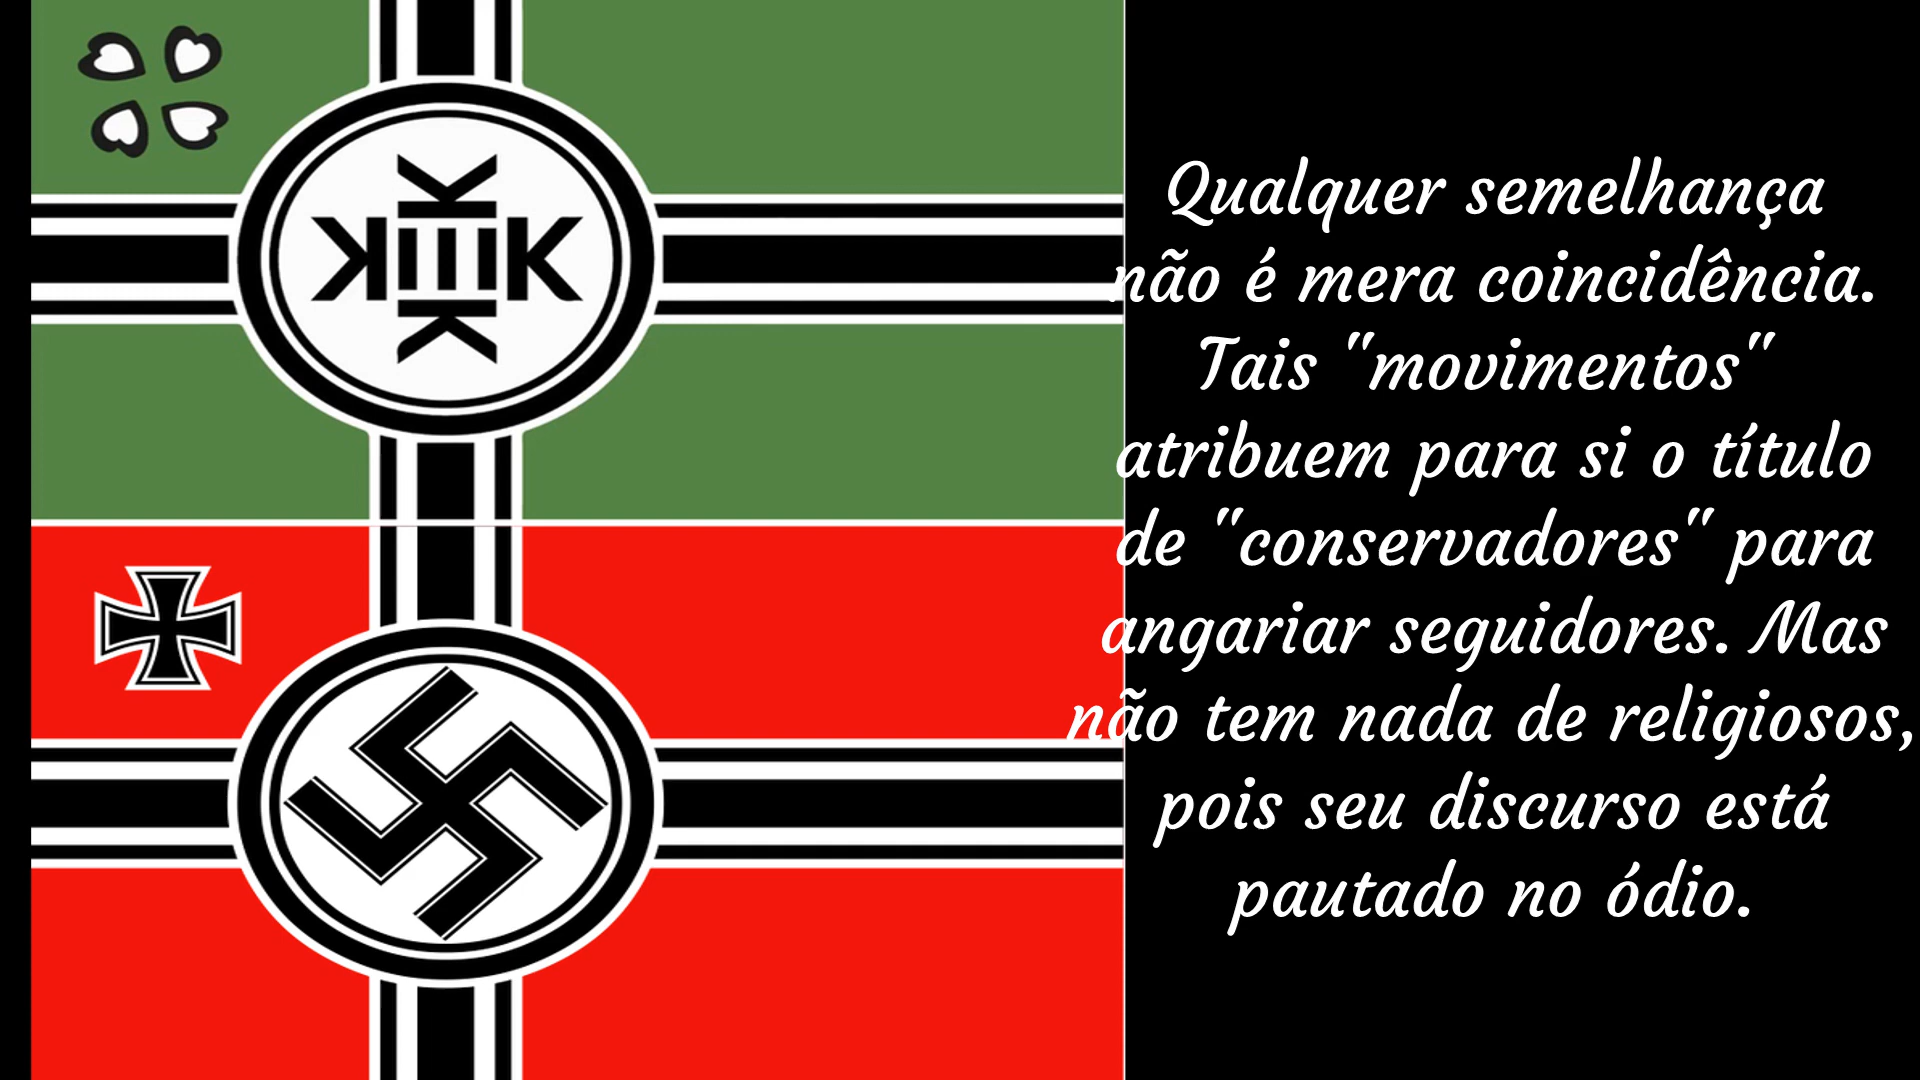 Qualquer semelhança
não é mera coincidência.
Tais "movimentos"
atribuem para si o título
de "conservadores" para
angariar seguidores. Mas
não tem nada de religiosos,
pois seu discurso está
pautado no ódio.
K
K E K
K